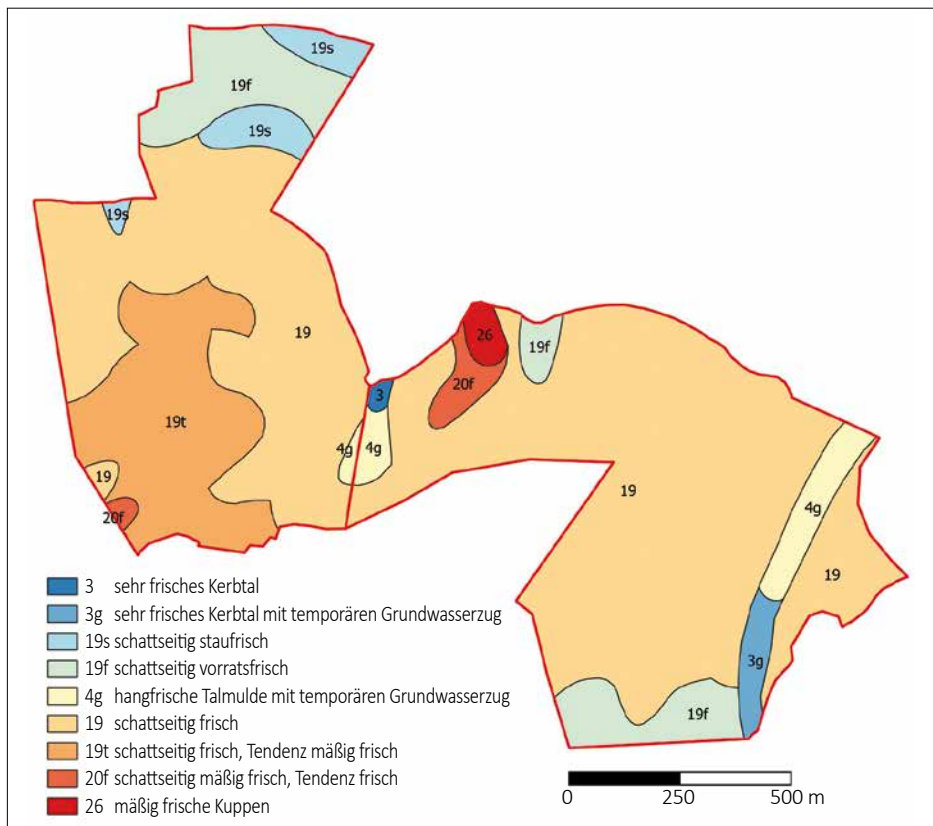 19s
19f
19s
19s
19
26
19f
20f
3
19t
4g
4g
19
20f
19
4g
19
3g
19f
3 sehr frisches Kerbtal
3g sehr frisches Kerbtal mit temporären Grundwasserzug
19s schattseitig staufrisch
19f schattseitig vorratsfrisch
4g hangfrische Talmulde mit temporären Grundwasserzug
19 schattseitig frisch
19t schattseitig frisch, Tendenz mäßig frisch
20f schattseitig mäßig frisch, Tendenz frisch
26 mäßig frische Kuppen
0 250 500 m